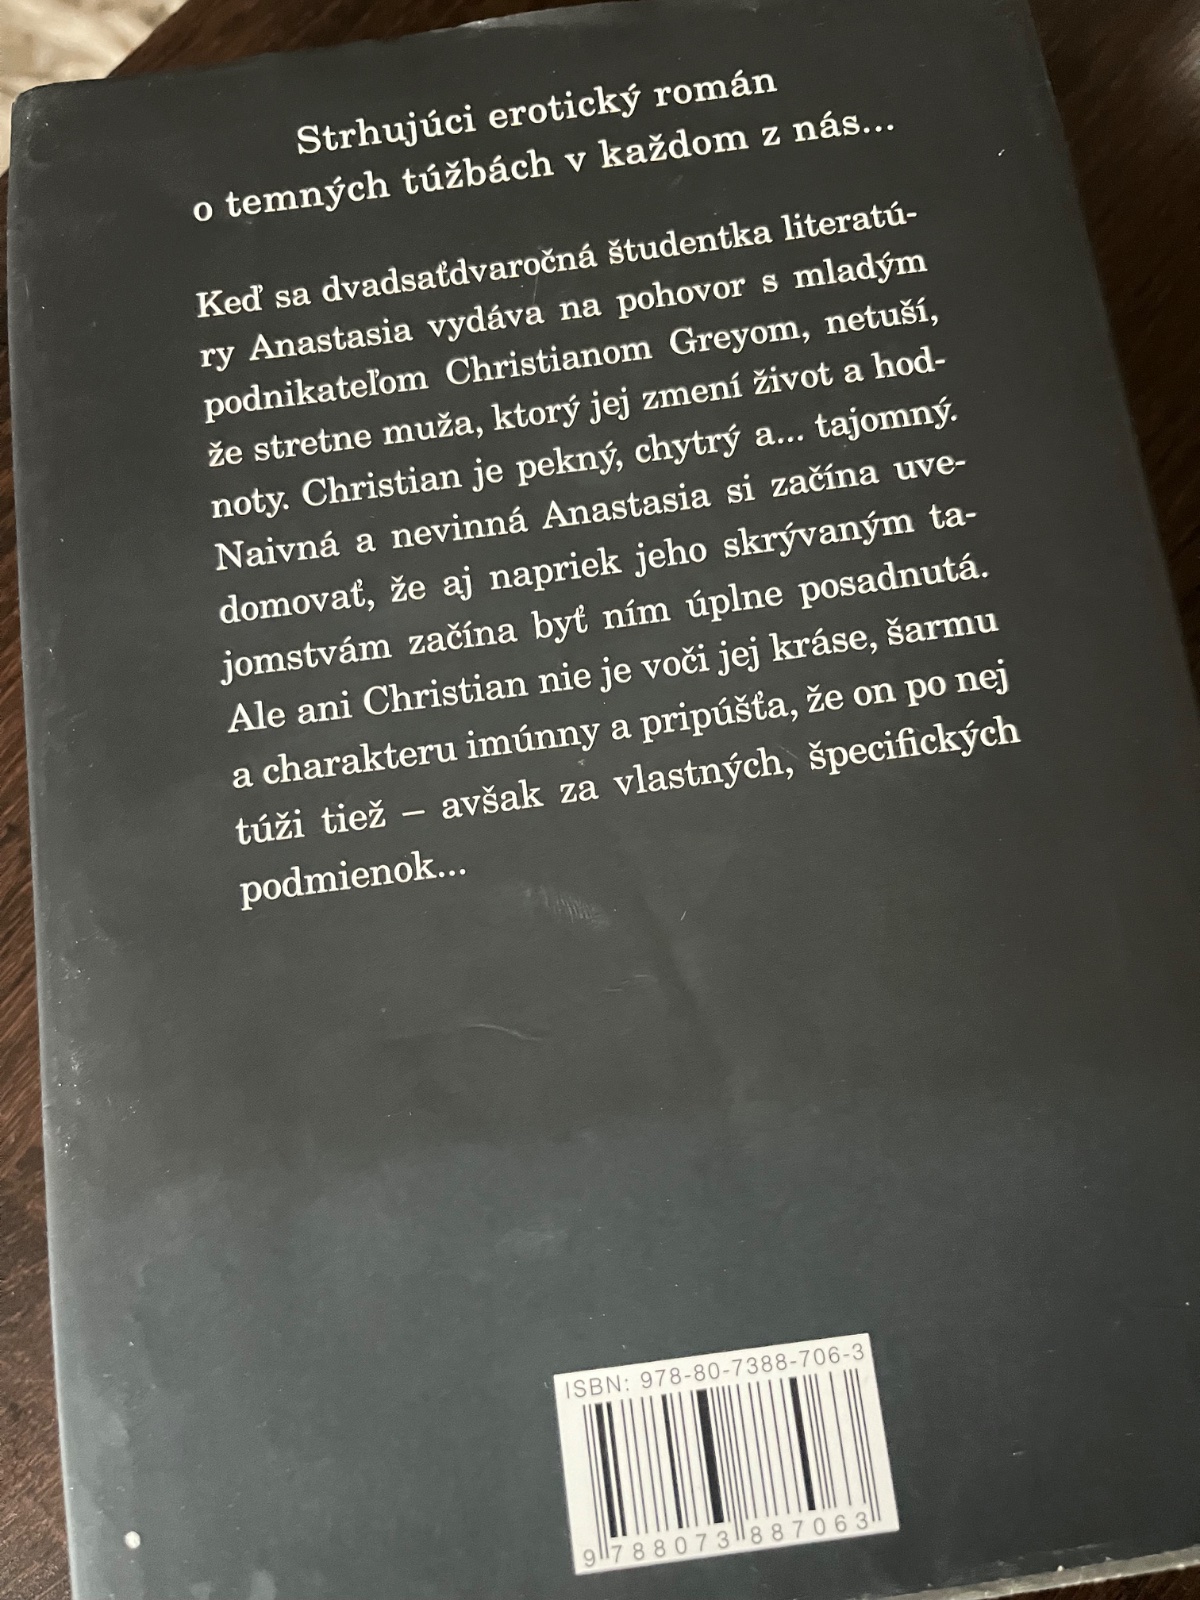 Strhujúci erotický román
o temných túžbách v každom z nás...
Keď sa dvadsaťdvaročná študentka literatú-
ry Anastasia vydáva na pohovor s mladým
podnikateľom Christianom Greyom, netuší,
že stretne muža, ktorý jej zmení život a hod-
noty. Christian je pekný, chytrý a... tajomný.
Naivná a nevinná Anastasia si začína uve-
domovať, že aj napriek jeho skrývaným ta-
jomstvám začína byť ním úplne posadnutá.
Ale ani Christian nie je voči jej kráse, šarmu
a charakteru imúnny a pripúšťa, že on po nej
túži tiež – avšak za vlastných, špecifických
podmienok...
ISBN: 978-80-7388-706-3
9 788073 887063